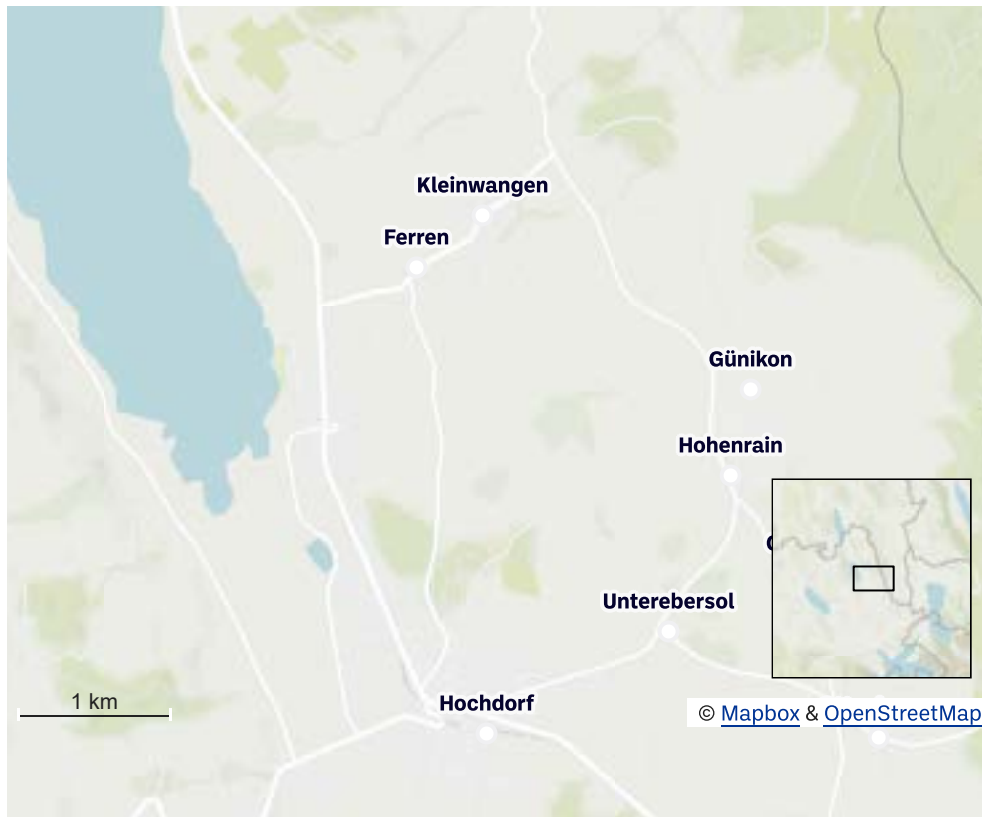 Kleinwangen
Ferren
Günikon
Hohenrain
Unterebersol
1 km
Hochdorf
© Mapbox & OpenStreetMap